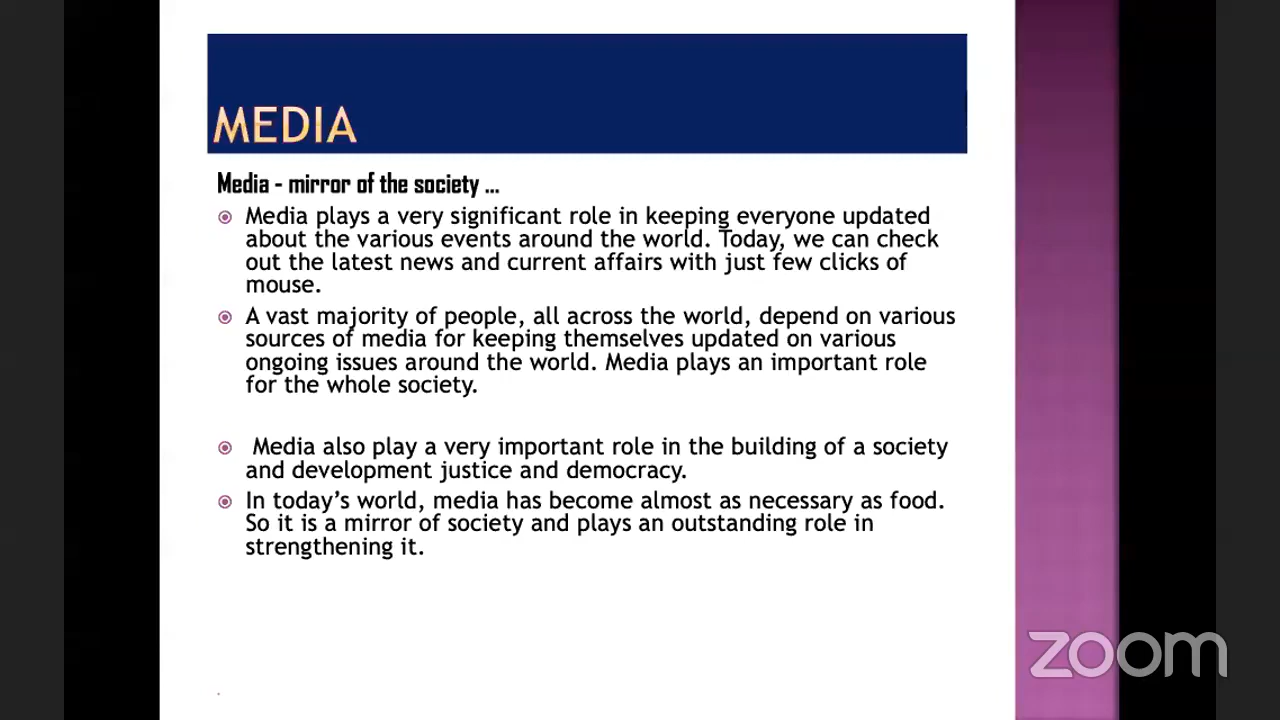 MEDIA
Media - mirror of the society ...
Media plays a very significant role in keeping everyone updated
about the various events around the world. Today, we can check
out the latest news and current affairs with just few clicks of
mouse.
A vast majority of people, all across the world, depend on various
sources of media for keeping themselves updated on various
ongoing issues around the world. Media plays an important role
for the whole society.
Media also play a very important role in the building of a society
and development justice and democracy.
In today's world, media has become almost as necessary as food.
So it is a mirror of society and plays an outstanding role in
strengthening it.
zoom